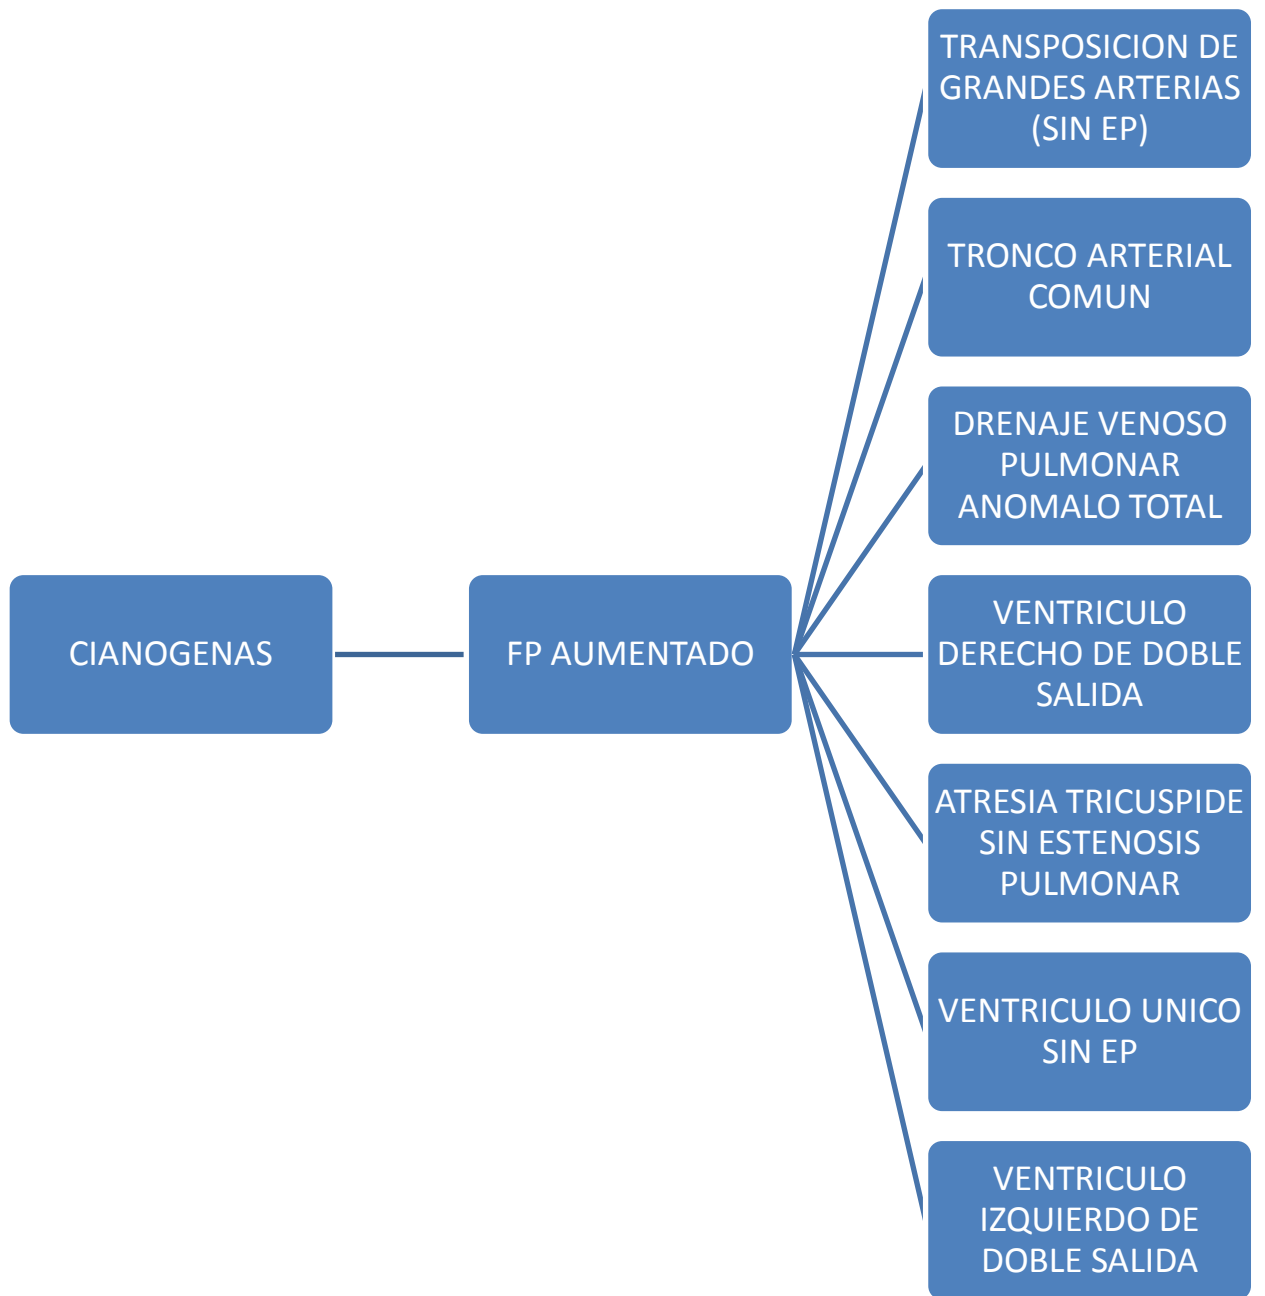 CIANOGENAS
FP AUMENTADO
TRANSPOSICION DE
GRANDES ARTERIAS
(SIN EP)
TRONCO ARTERIAL
COMUN
DRENAJE VENOSO
PULMONAR
ANOMALO TOTAL
VENTRICULO
DERECHO DE DOBLE
SALIDA
ATRESIA TRICUSPIDE
SIN ESTENOSIS
PULMONAR
VENTRICULO UNICO
SIN EP
VENTRICULO
IZQUIERDO DE
DOBLE SALIDA